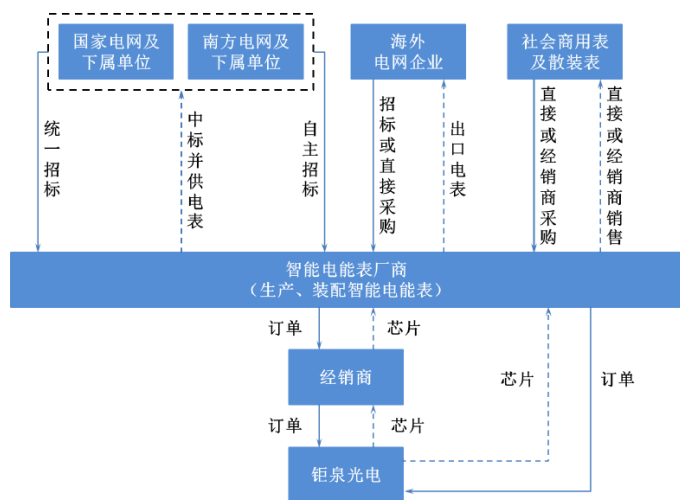 国家电网及
下属单位
南方电网及
下属单位
海外
电网企业
社会商用表
及散装表
统一招标
中标并供电表
自主招标
招标或直接采购
出口电表
直接或经销商采购
直接或经销商销售
智能电能表厂商
（生产、装配智能电能表）
订单
芯片
经销商
芯片
订单
订单
芯片
钜泉光电